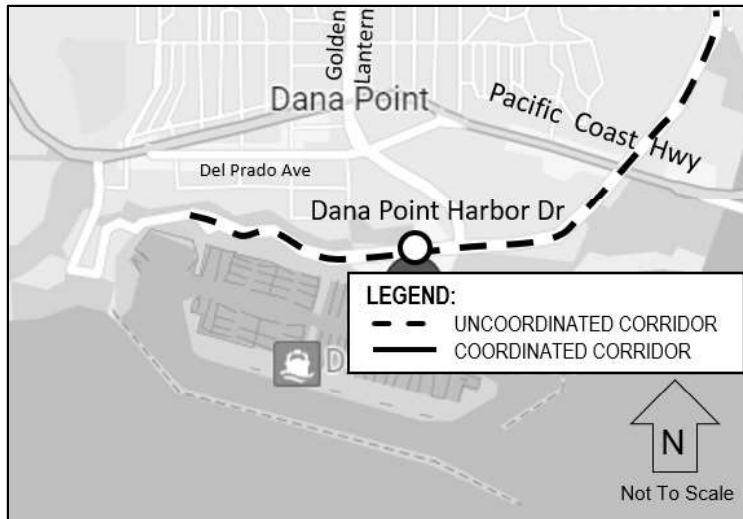 Golden
Lantern
Dana Point
Pacific Coast Hwy
Del Prado Ave
Dana Point Harbor Dr
LEGEND:
UNCOORDINATED CORRIDOR
COORDINATED CORRIDOR
D
N
Not To Scale